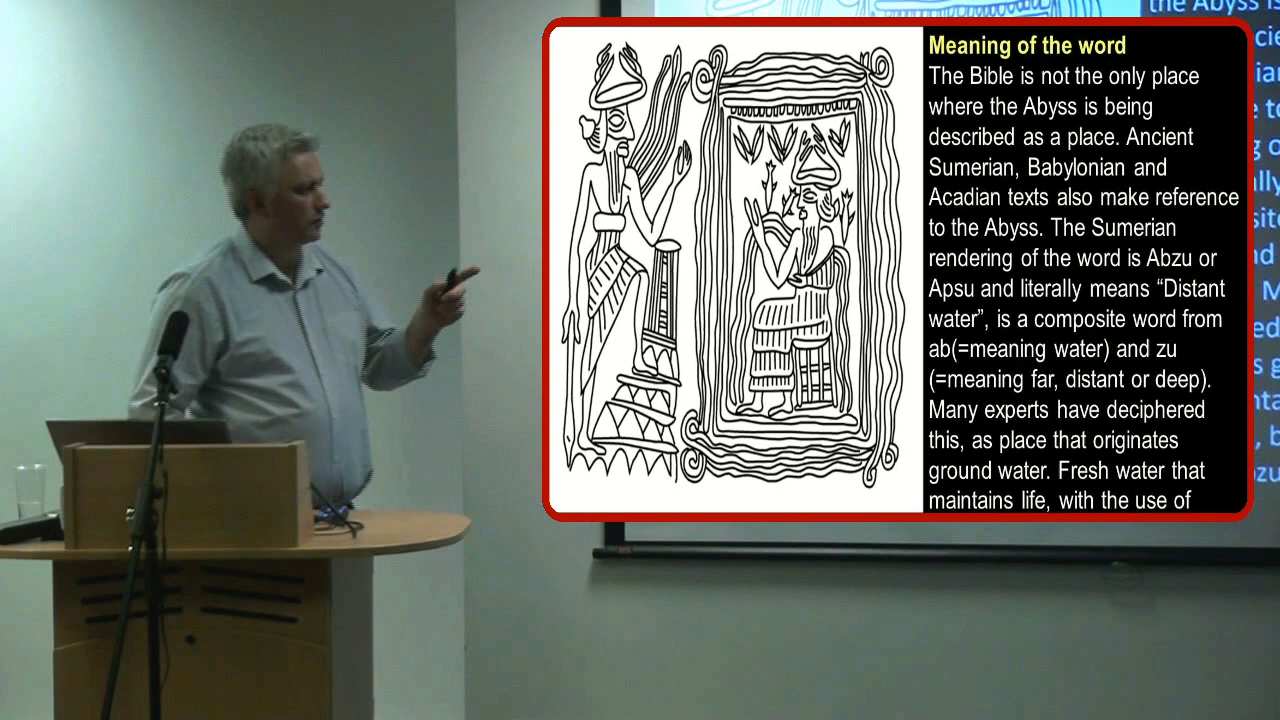 Meaning of the word
The Bible is not the only place
where the Abyss is being
described as a place. Ancient
Sumerian, Babylonian and
Acadian texts also make reference
to the Abyss. The Sumerian
rendering of the word is Abzu or
Apsu and literally means “Distant
water”, is a composite word from
ab(=meaning water) and zu
(=meaning far, distant or deep).
Many experts have deciphered
this, as place that originates
ground water. Fresh water that
maintains life, with the use of
the Abyss is